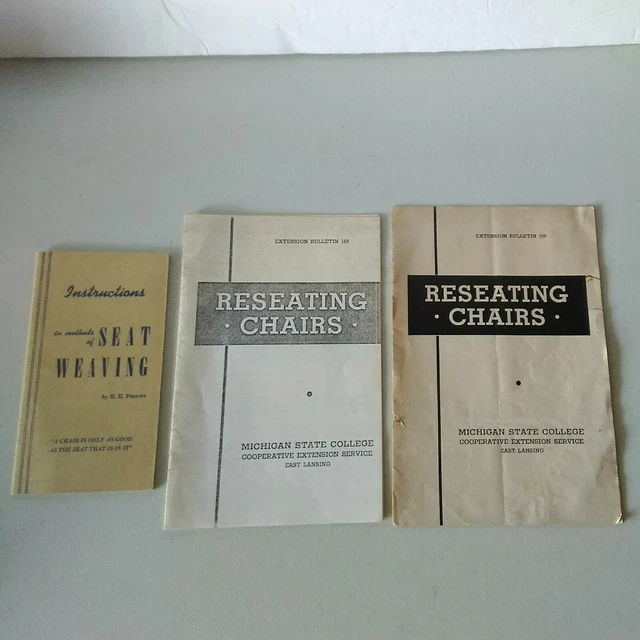 Instructions
in methods
of SEAT
WEAVING
by H. H. Perkins
"A CHAIR IS ONLY AS GOOD
AS THE SEAT THAT IS IN IT"
EXTENSION BULLETIN 168
RESEATING
· CHAIRS ·
MICHIGAN STATE COLLEGE
COOPERATIVE EXTENSION SERVICE
EAST LANSING
EXTENSION BULLETIN 168
RESEATING
· CHAIRS ·
MICHIGAN STATE COLLEGE
COOPERATIVE EXTENSION SERVICE
EAST LANSING